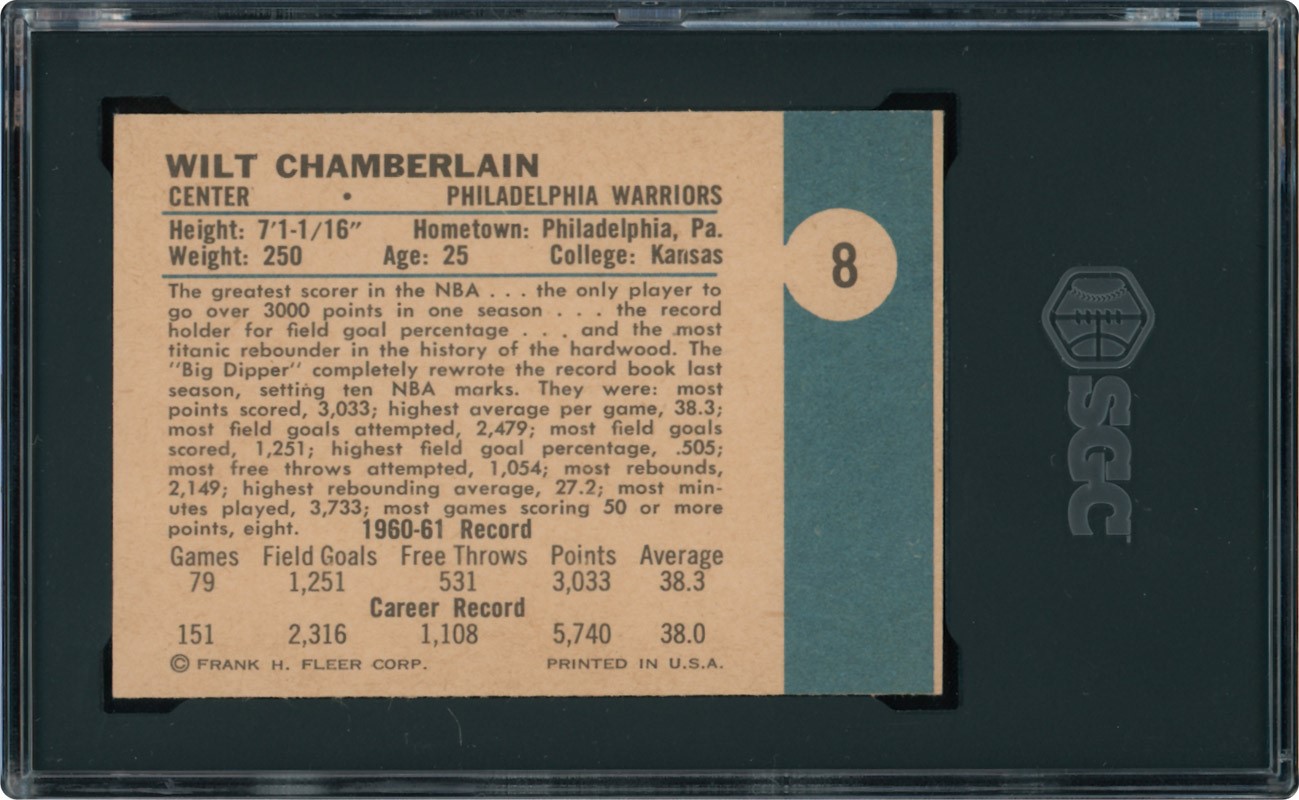 WILT CHAMBERLAIN
CENTER • PHILADELPHIA WARRIORS
Height: 7'1-1/16" Hometown: Philadelphia, Pa.
Weight: 250 Age: 25 College: Kansas
The greatest scorer in the NBA . . . the only player to
go over 3000 points in one season . . . the record
holder for field goal percentage . . . and the most
titanic rebounder in the history of the hardwood. The
"Big Dipper" completely rewrote the record book last
season, setting ten NBA marks. They were: most
points scored, 3,033; highest average per game, 38.3;
most field goals attempted, 2,479; most field goals
scored, 1,251; highest field goal percentage, .505;
most free throws attempted, 1,054; most rebounds,
2,149; highest rebounding average, 27.2; most min-
utes played, 3,733; most games scoring 50 or more
points, eight. 1960-61 Record
Games Field Goals Free Throws Points Average
79 1,251 531 3,033 38.3
Career Record
151 2,316 1,108 5,740 38.0
© FRANK H. FLEER CORP. PRINTED IN U.S.A.
8
SGC